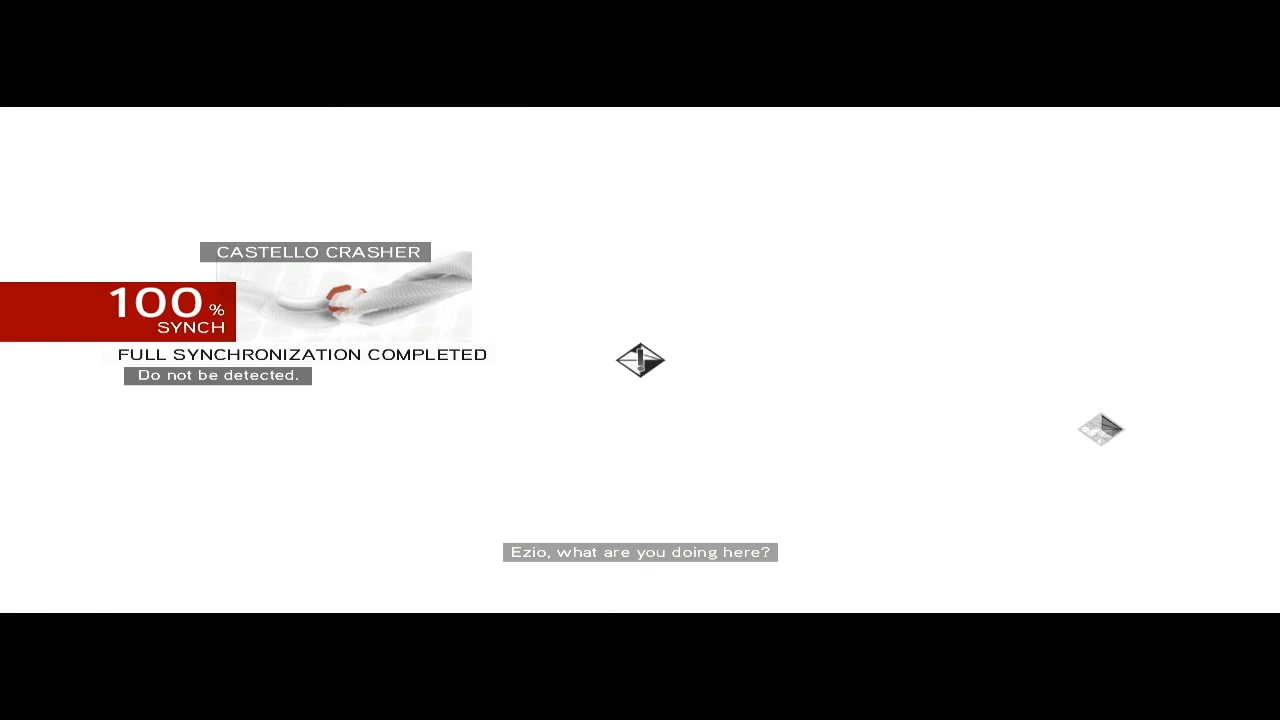 CASTELLO CRASHER
100 %
SYNCH
FULL SYNCHRONIZATION COMPLETED
Do not be detected.
Ezio, what are you doing here?